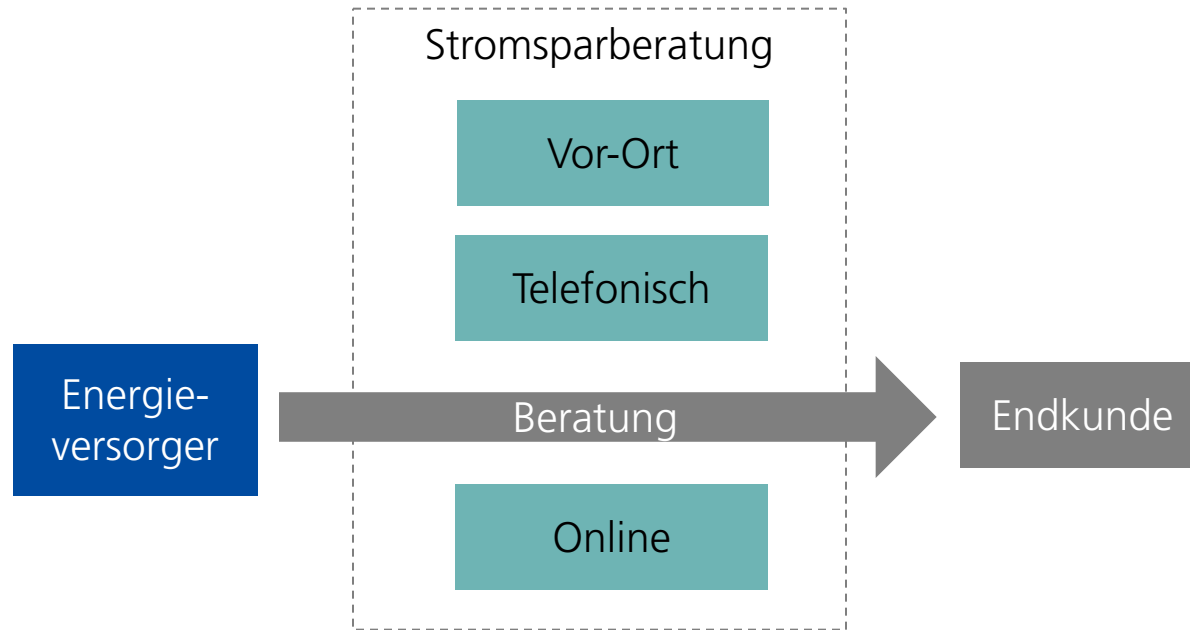 Stromsparberatung
Vor-Ort
Telefonisch
Energie-
versorger
Beratung
Endkunde
Online